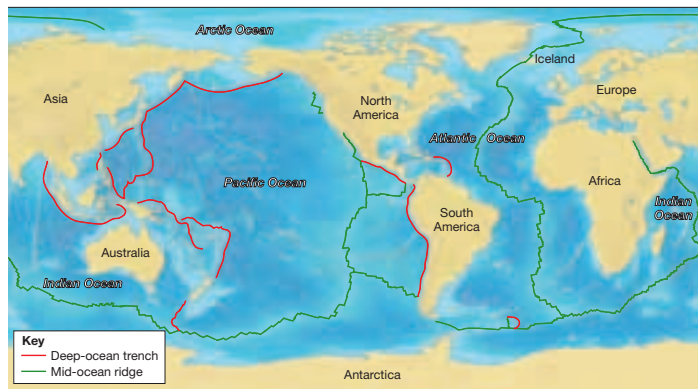 Arctic Ocean
Iceland
Asia
Europe
North
America
Atlantic Ocean
Pacific Ocean
Africa
Indian
Ocean
South
America
Australia
Indian Ocean
Key
Deep-ocean trench
Mid-ocean ridge
Antarctica